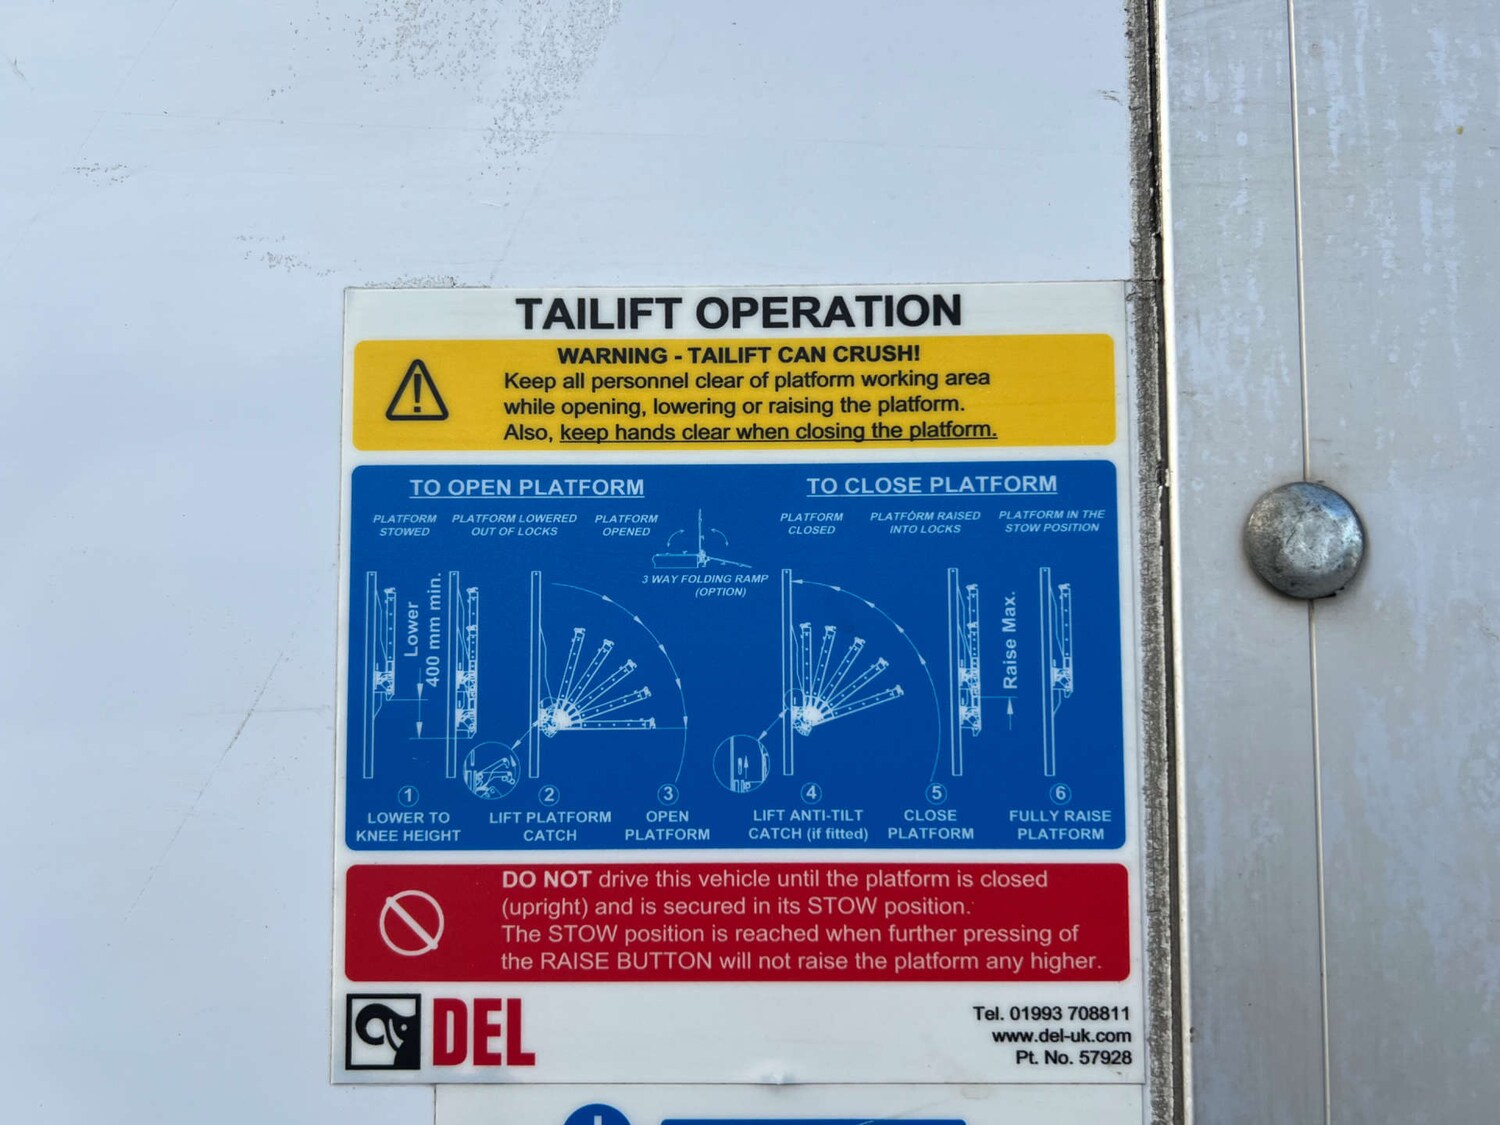 TAILIFT OPERATION
WARNING - TAILIFT CAN CRUSH!
Keep all personnel clear of platform working area
while opening, lowering or raising the platform.
Also, keep hands clear when closing the platform.
TO OPEN PLATFORM
PLATFORM
STOWED
PLATFORM LOWERED
OUT OF LOCKS
PLATFORM
OPENED
3 WAY FOLDING RAMP
(OPTION)
Lower
400 mm min.
1
LOWER TO
KNEE HEIGHT
2
LIFT PLATFORM
CATCH
3
OPEN
PLATFORM
TO CLOSE PLATFORM
PLATFORM
CLOSED
PLATFORM RAISED
INTO LOCKS
PLATFORM IN THE
STOW POSITION
Raise Max.
4
LIFT ANTI-TILT
CATCH (if fitted)
5
CLOSE
PLATFORM
6
FULLY RAISE
PLATFORM
DO NOT drive this vehicle until the platform is closed
(upright) and is secured in its STOW position.
The STOW position is reached when further pressing of
the RAISE BUTTON will not raise the platform any higher.
DEL
Tel. 01993 708811
www.del-uk.com
Pt. No. 57928